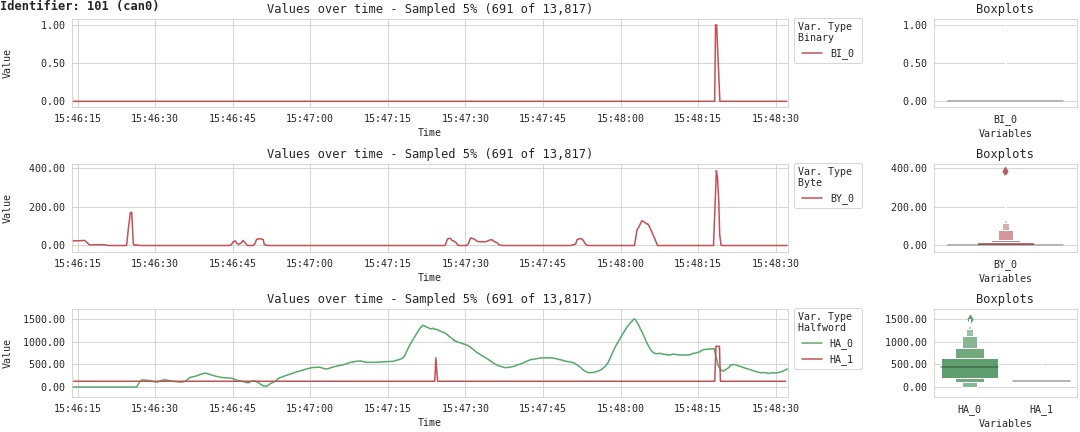 Identifier: 101 (can0)
Values over time - Sampled 5% (691 of 13,817)
Boxplots
Value
1.00
0.50
0.00
15:46:15 15:46:30 15:46:45 15:47:00 15:47:15 15:47:30 15:47:45 15:48:00 15:48:15 15:48:30
Time
Var. Type
Binary
BI_0
1.00
0.50
0.00
BI_0
Variables
Values over time - Sampled 5% (691 of 13,817)
Boxplots
Value
400.00
200.00
0.00
15:46:15 15:46:30 15:46:45 15:47:00 15:47:15 15:47:30 15:47:45 15:48:00 15:48:15 15:48:30
Time
Var. Type
Byte
BY_0
400.00
200.00
0.00
BY_0
Variables
Values over time - Sampled 5% (691 of 13,817)
Boxplots
Value
1500.00
1000.00
500.00
0.00
15:46:15 15:46:30 15:46:45 15:47:00 15:47:15 15:47:30 15:47:45 15:48:00 15:48:15 15:48:30
Time
Var. Type
Halfword
HA_0
HA_1
1500.00
1000.00
500.00
0.00
HA_0 HA_1
Variables